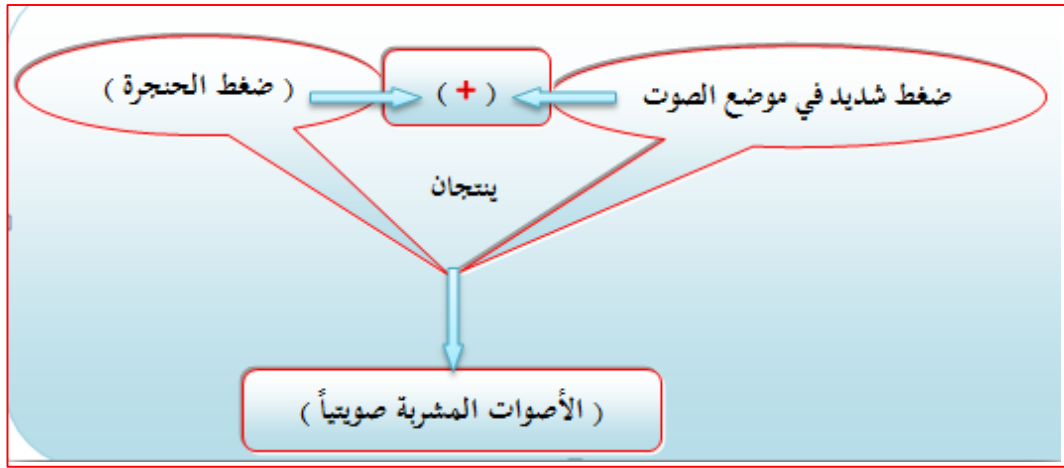 ضغط شديد في موضع الصوت
( + )
( ضغط الحنجرة )
ينتجان
( الأصوات المشربة صويتياً )